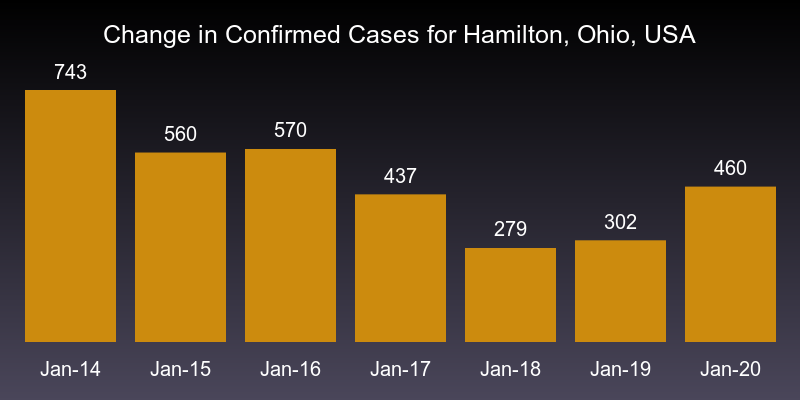 Change in Confirmed Cases for Hamilton, Ohio, USA
743
560
570
437
279
302
460
Jan-14
Jan-15
Jan-16
Jan-17
Jan-18
Jan-19
Jan-20